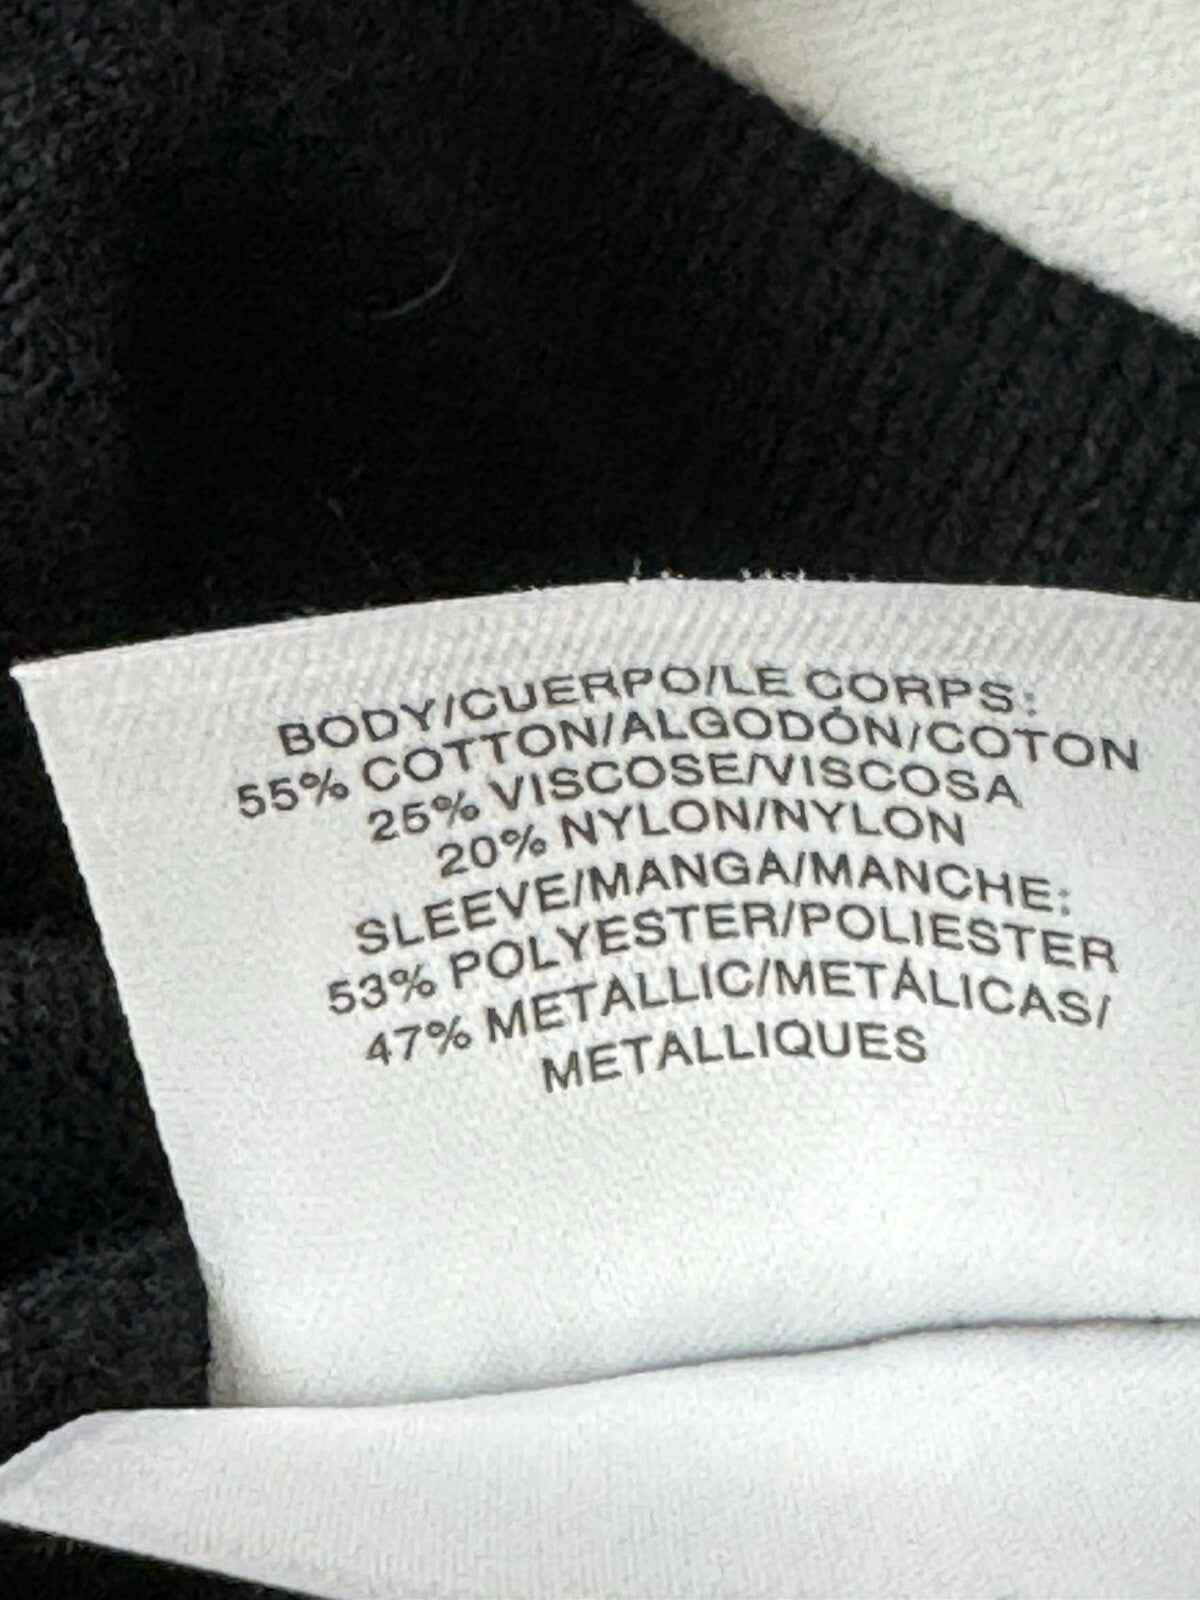 BODY/CUERPO/LE CORPS:
55% COTTON/ALGODÓN/COTON
25% VISCOSE/VISCOSA
20% NYLON/NYLON
SLEEVE/MANGA/MANCHE:
53% POLYESTER/POLIESTER
47% METALLIC/METÁLICAS/
METALLIQUES